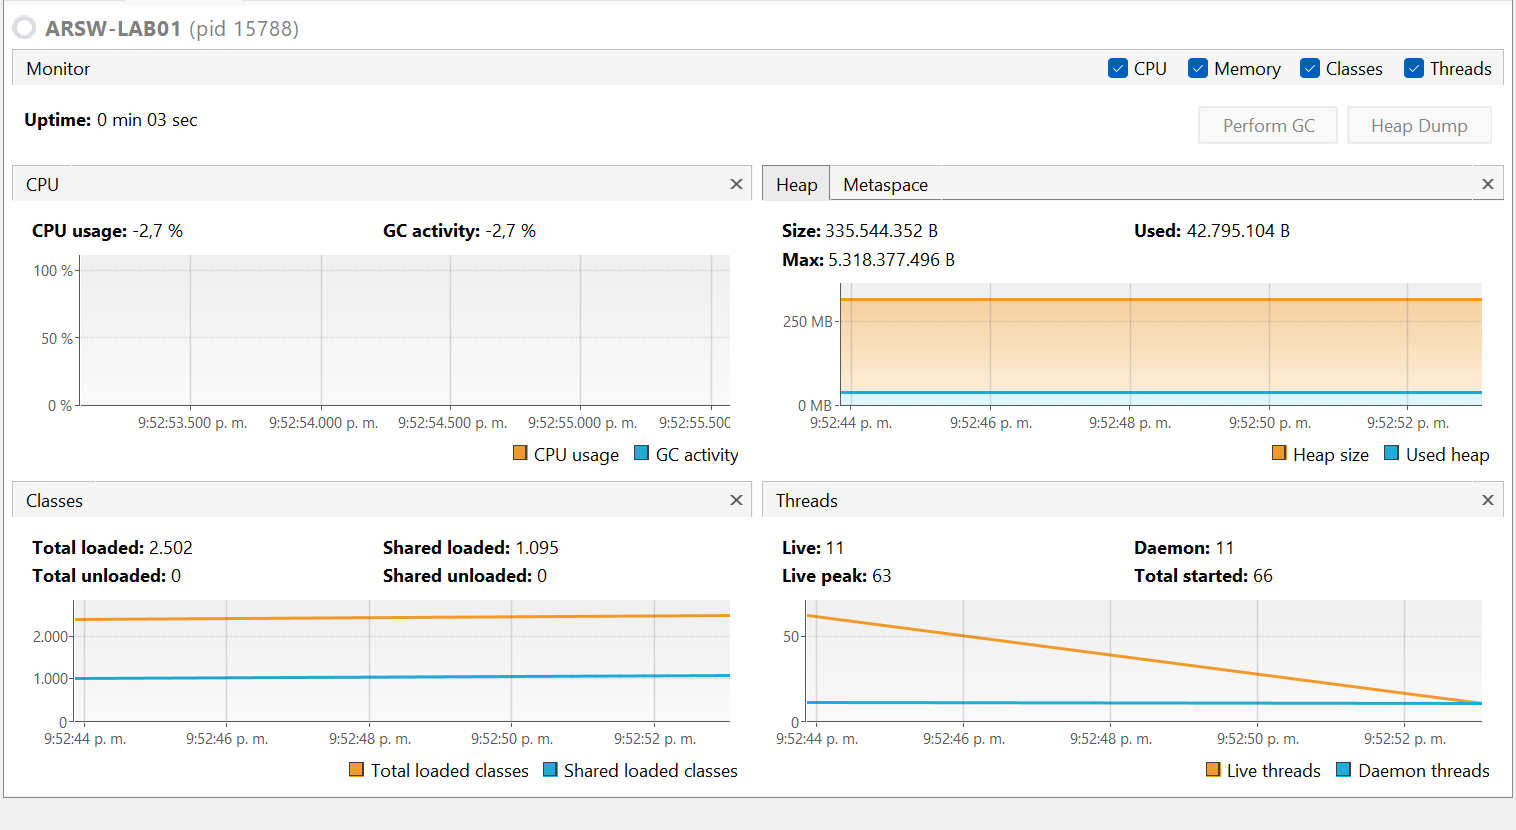 ARSW-LAB01 (pid 15788)
Monitor
CPU Memory Classes Threads
Uptime: 0 min 03 sec
Perform GC Heap Dump
CPU
CPU usage: -2,7 % GC activity: -2,7 %
100 %
50 %
0 %
9:52:53.500 p. m. 9:52:54.000 p. m. 9:52:54.500 p. m. 9:52:55.000 p. m. 9:52:55.500
CPU usage GC activity
Heap Metaspace
Size: 335.544.352 B Used: 42.795.104 B
Max: 5.318.377.496 B
250 MB
0 MB
9:52:44 p. m. 9:52:46 p. m. 9:52:48 p. m. 9:52:50 p. m. 9:52:52 p. m.
Heap size Used heap
Classes
Total loaded: 2.502 Shared loaded: 1.095
Total unloaded: 0 Shared unloaded: 0
2.000
1.000
0
9:52:44 p. m. 9:52:46 p. m. 9:52:48 p. m. 9:52:50 p. m. 9:52:52 p. m.
Total loaded classes Shared loaded classes
Threads
Live: 11 Daemon: 11
Live peak: 63 Total started: 66
50
0
9:52:44 p. m. 9:52:46 p. m. 9:52:48 p. m. 9:52:50 p. m. 9:52:52 p. m.
Live threads Daemon threads